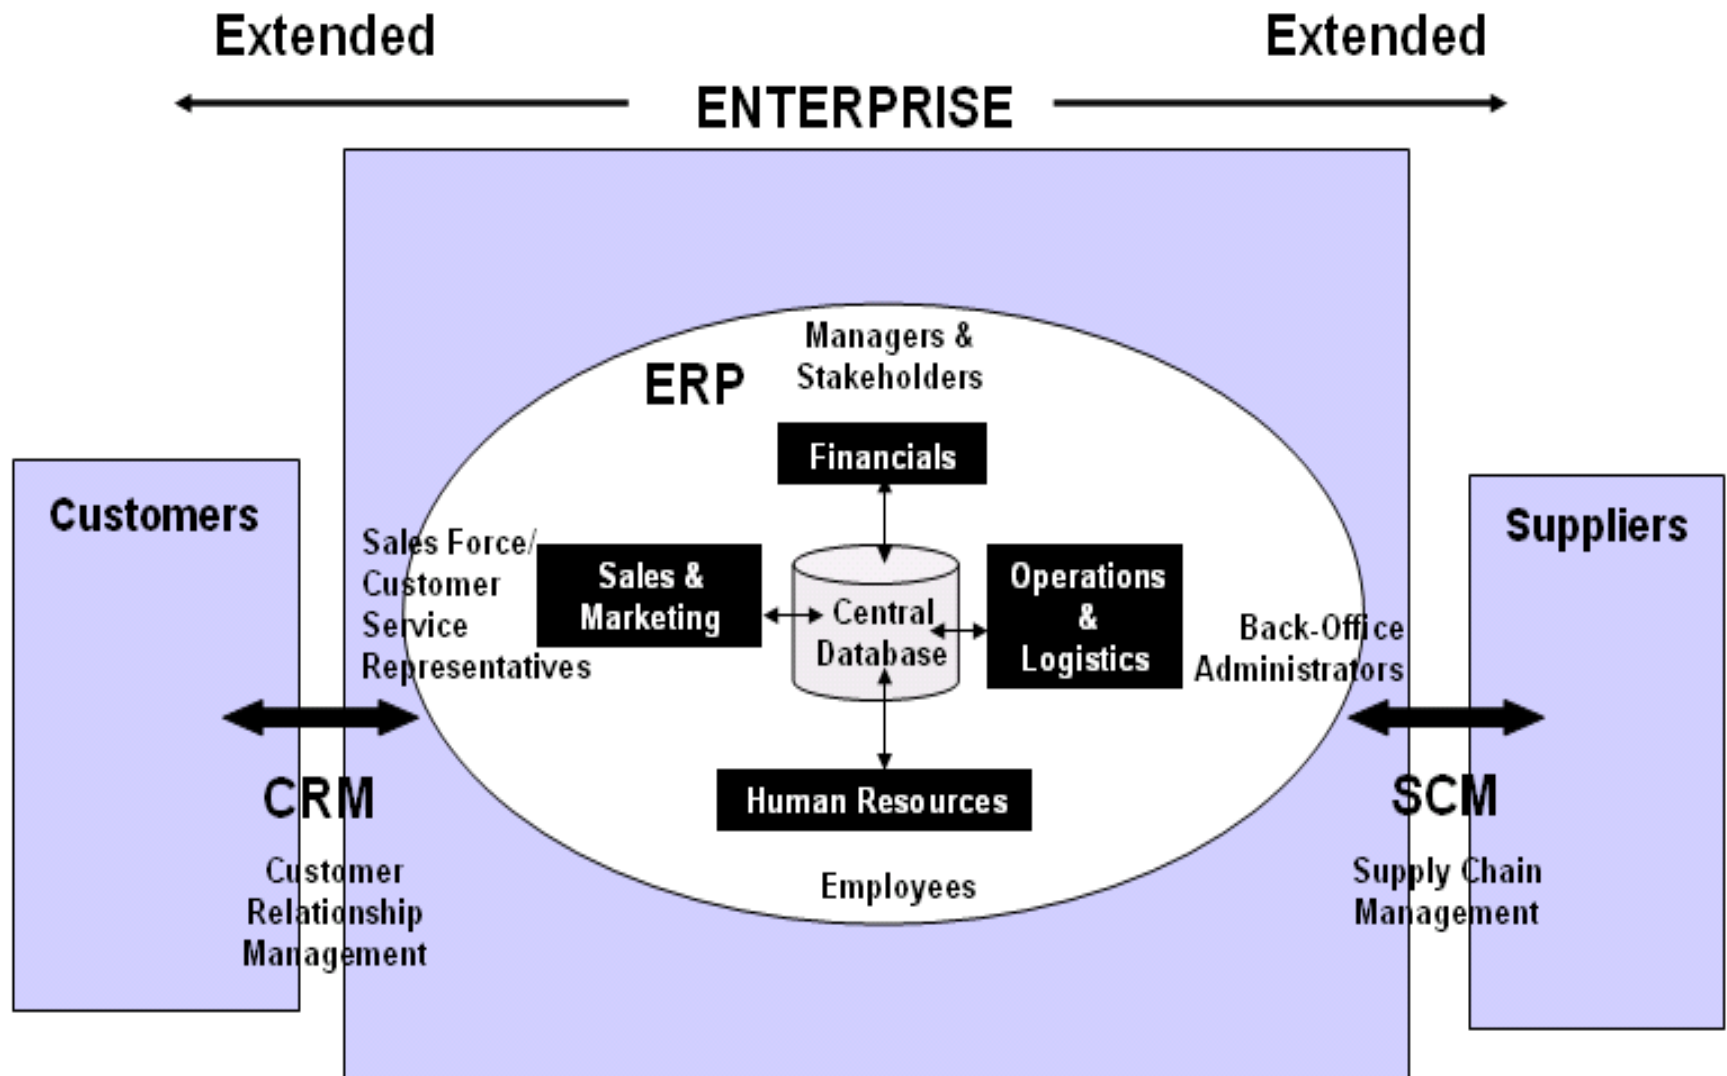 Extended
Extended
ENTERPRISE
Managers &
Stakeholders
ERP
Financials
Customers
Suppliers
Sales Force/
Customer
Service
Representatives
Sales &
Marketing
Central
Database
Operations
&
Logistics
Back-Office
Administrators
CRM
Customer
Relationship
Management
SCM
Supply Chain
Management
Human Resources
Employees